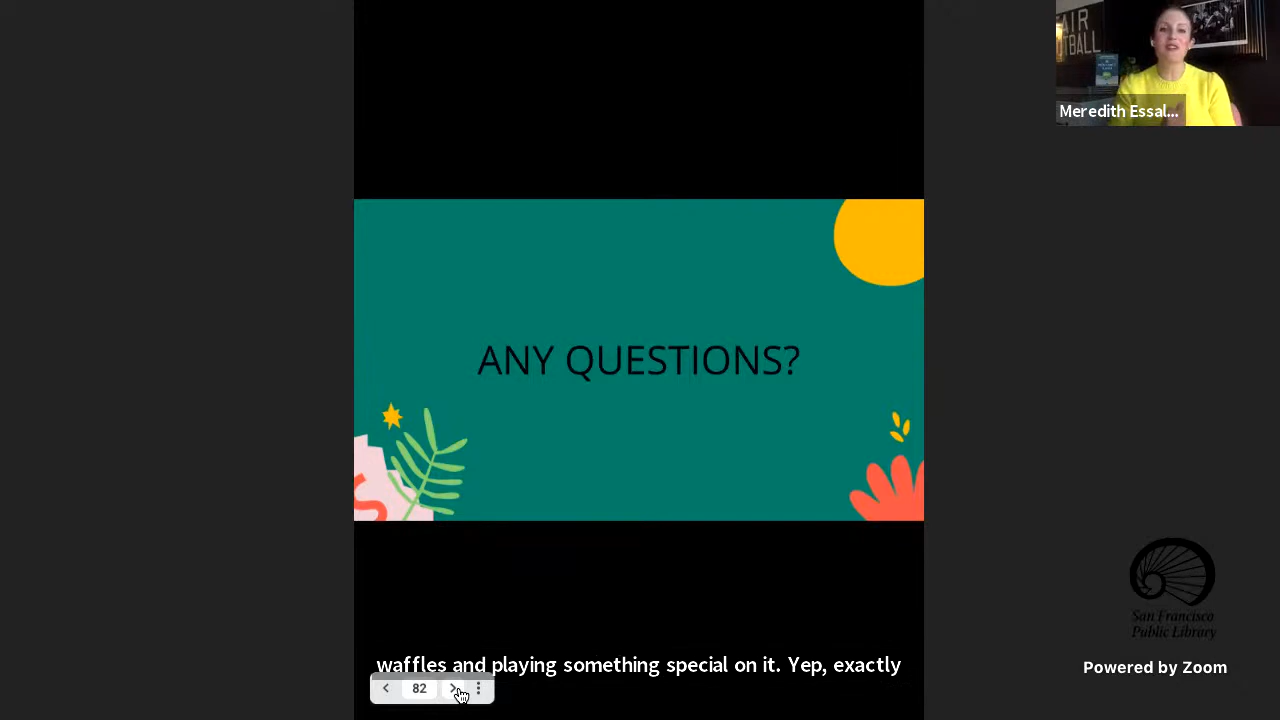 AIR
TBALL
Meredith Essal...
ANY QUESTIONS?
S
San Francisco
Public Library
waffles and playing something special on it. Yep, exactly
82
Powered by Zoom